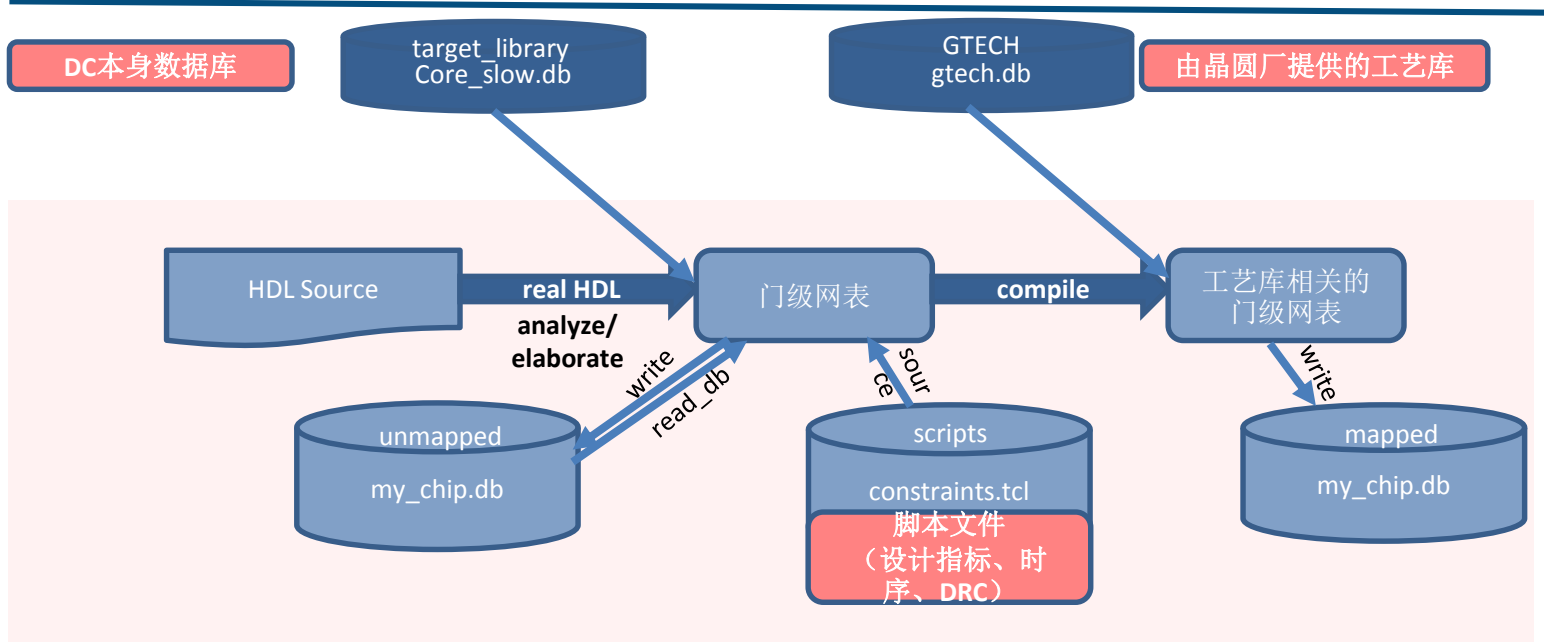 DC本身数据库
target_library
Core_slow.db
GTECH
gtech.db
由晶圆厂提供的工艺库
HDL Source
real HDL
analyze/
elaborate
门级网表
compile
工艺库相关的
门级网表
write
read_db
sour
ce
write
unmapped
my_chip.db
scripts
constraints.tcl
脚本文件
（设计指标、时
序、DRC）
mapped
my_chip.db